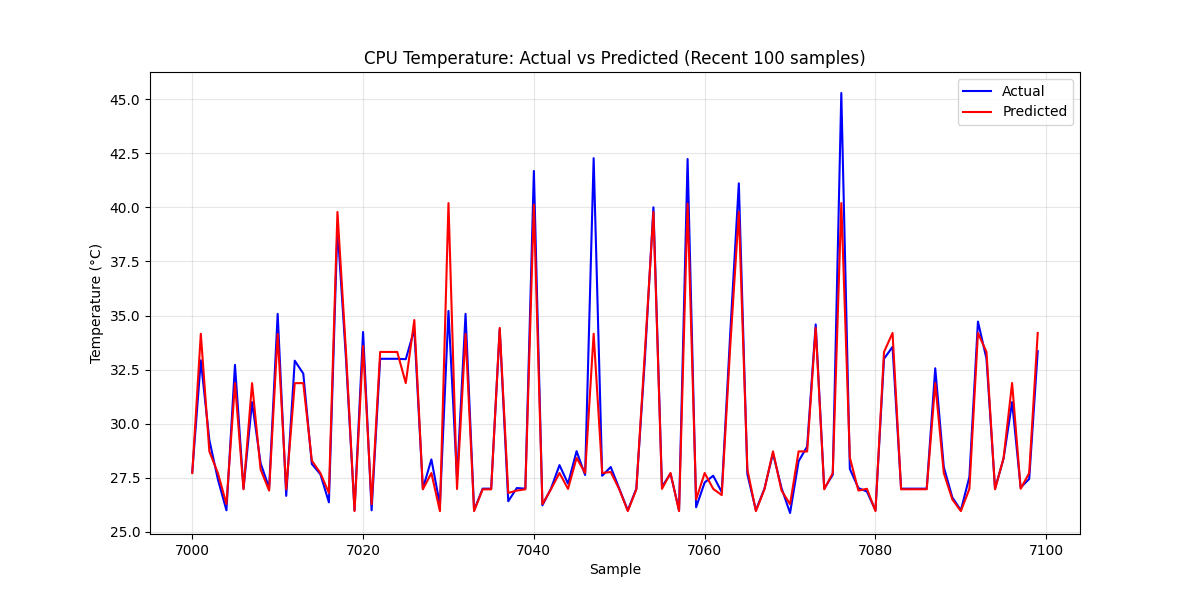 CPU Temperature: Actual vs Predicted (Recent 100 samples)
Actual
Predicted
45.0
42.5
40.0
37.5
35.0
32.5
30.0
27.5
25.0
Temperature (°C)
7000 7020 7040 7060 7080 7100
Sample